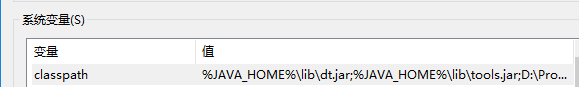 系统变量(S)
变量 值
classpath %JAVA_HOME%\lib\dt.jar;%JAVA_HOME%\lib\tools.jar;D:\Pro...